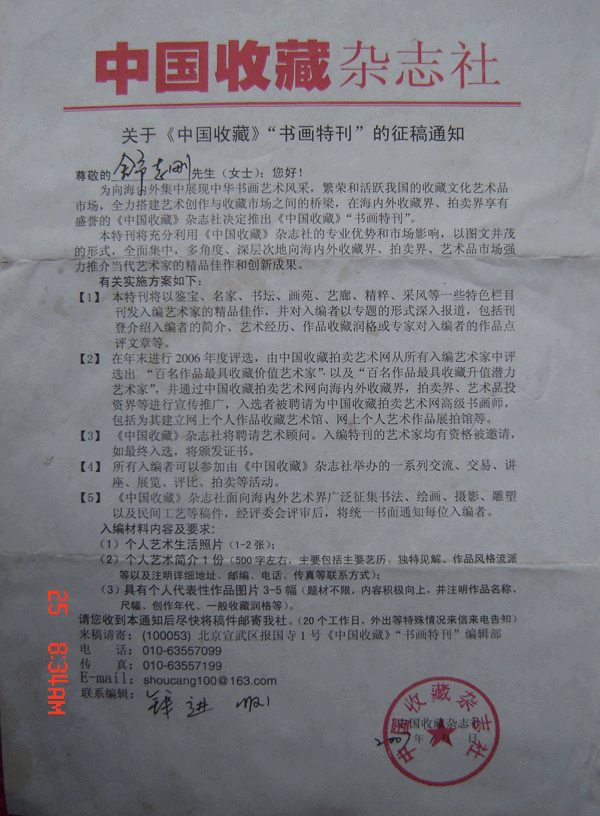 中国收藏杂志社
关于《中国收藏》“书画特刊”的征稿通知
尊敬的 先生（女士）：您好！
为向海内外集中展现中华书画艺术风采，繁荣和活跃我国的收藏文化艺术品
市场，全力搭建艺术创作与收藏市场之间的桥梁，在海内外收藏界、拍卖界享有
盛誉的《中国收藏》杂志社决定推出《中国收藏》“书画特刊”。
本特刊将充分利用《中国收藏》杂志社的专业优势和市场影响，以图文并茂
的形式，全面集中，多角度、深层次地向海内外收藏界、拍卖界、艺术品市场强
力推介当代艺术家的精品佳作和创新成果。
有关实施方案如下：
【1】 本特刊将以鉴宝、名家、书坛、画苑、艺廊、精粹、采风等一些特色栏目
刊发入编艺术家的精品佳作，并对入编者以专题的形式深入报道，包括刊
登介绍入编者的简介、艺术经历、作品收藏润格或专家对入编者的作品点
评文章等。
【2】 在年末进行2006年度评选，由中国收藏拍卖艺术网从所有入编艺术家中评
选出 “百名作品最具收藏价值艺术家”以及“百名作品最具收藏升值潜力
艺术家”，并通过中国收藏拍卖艺术网向海内外收藏界，拍卖界、艺术品投
资界等进行宣传推广，入选者被聘请为中国收藏拍卖艺术网高级书画师，
包括为其建立网上个人作品收藏艺术馆、网上个人艺术作品展拍馆等。
【3】 《中国收藏》杂志社将聘请艺术顾问。入编特刊的艺术家均有资格被邀请，
如最终入选，将颁发证书。
【4】 所有入编者可以参加由《中国收藏》杂志社举办的一系列交流、交易、讲
座、展览、评比、拍卖等活动。
【5】 《中国收藏》杂志社面向海内外艺术界广泛征集书法、绘画、摄影、雕塑
以及民间工艺等稿件，经评委会评审后，将统一书面通知每位入编者。
入编材料内容及要求：
（1）个人艺术生活照片（1-2张）；
（2）个人艺术简介1份（500字左右，主要包括主要艺历、独特见解、作品风格流派
等以及注明详细地址、邮编、电话、传真等联系方式）；
（3）具有个人代表性作品图片3-5幅（题材不限，内容积极向上，并注明作品名称、
尺幅、创作年代、一般收藏润格等）。
请您收到本通知后尽快将稿件邮寄我社。（20个工作日，外出等特殊情况来信来电告知）
来稿请寄：(100053) 北京宣武区报国寺1号《中国收藏》“书画特刊”编辑部
电 话： 010-63557099
传 真： 010-63557199
E-mail：shoucang100@163.com
联系编辑：
中国收藏杂志社
年 月 日
中国收藏杂志社
25 8:34AM